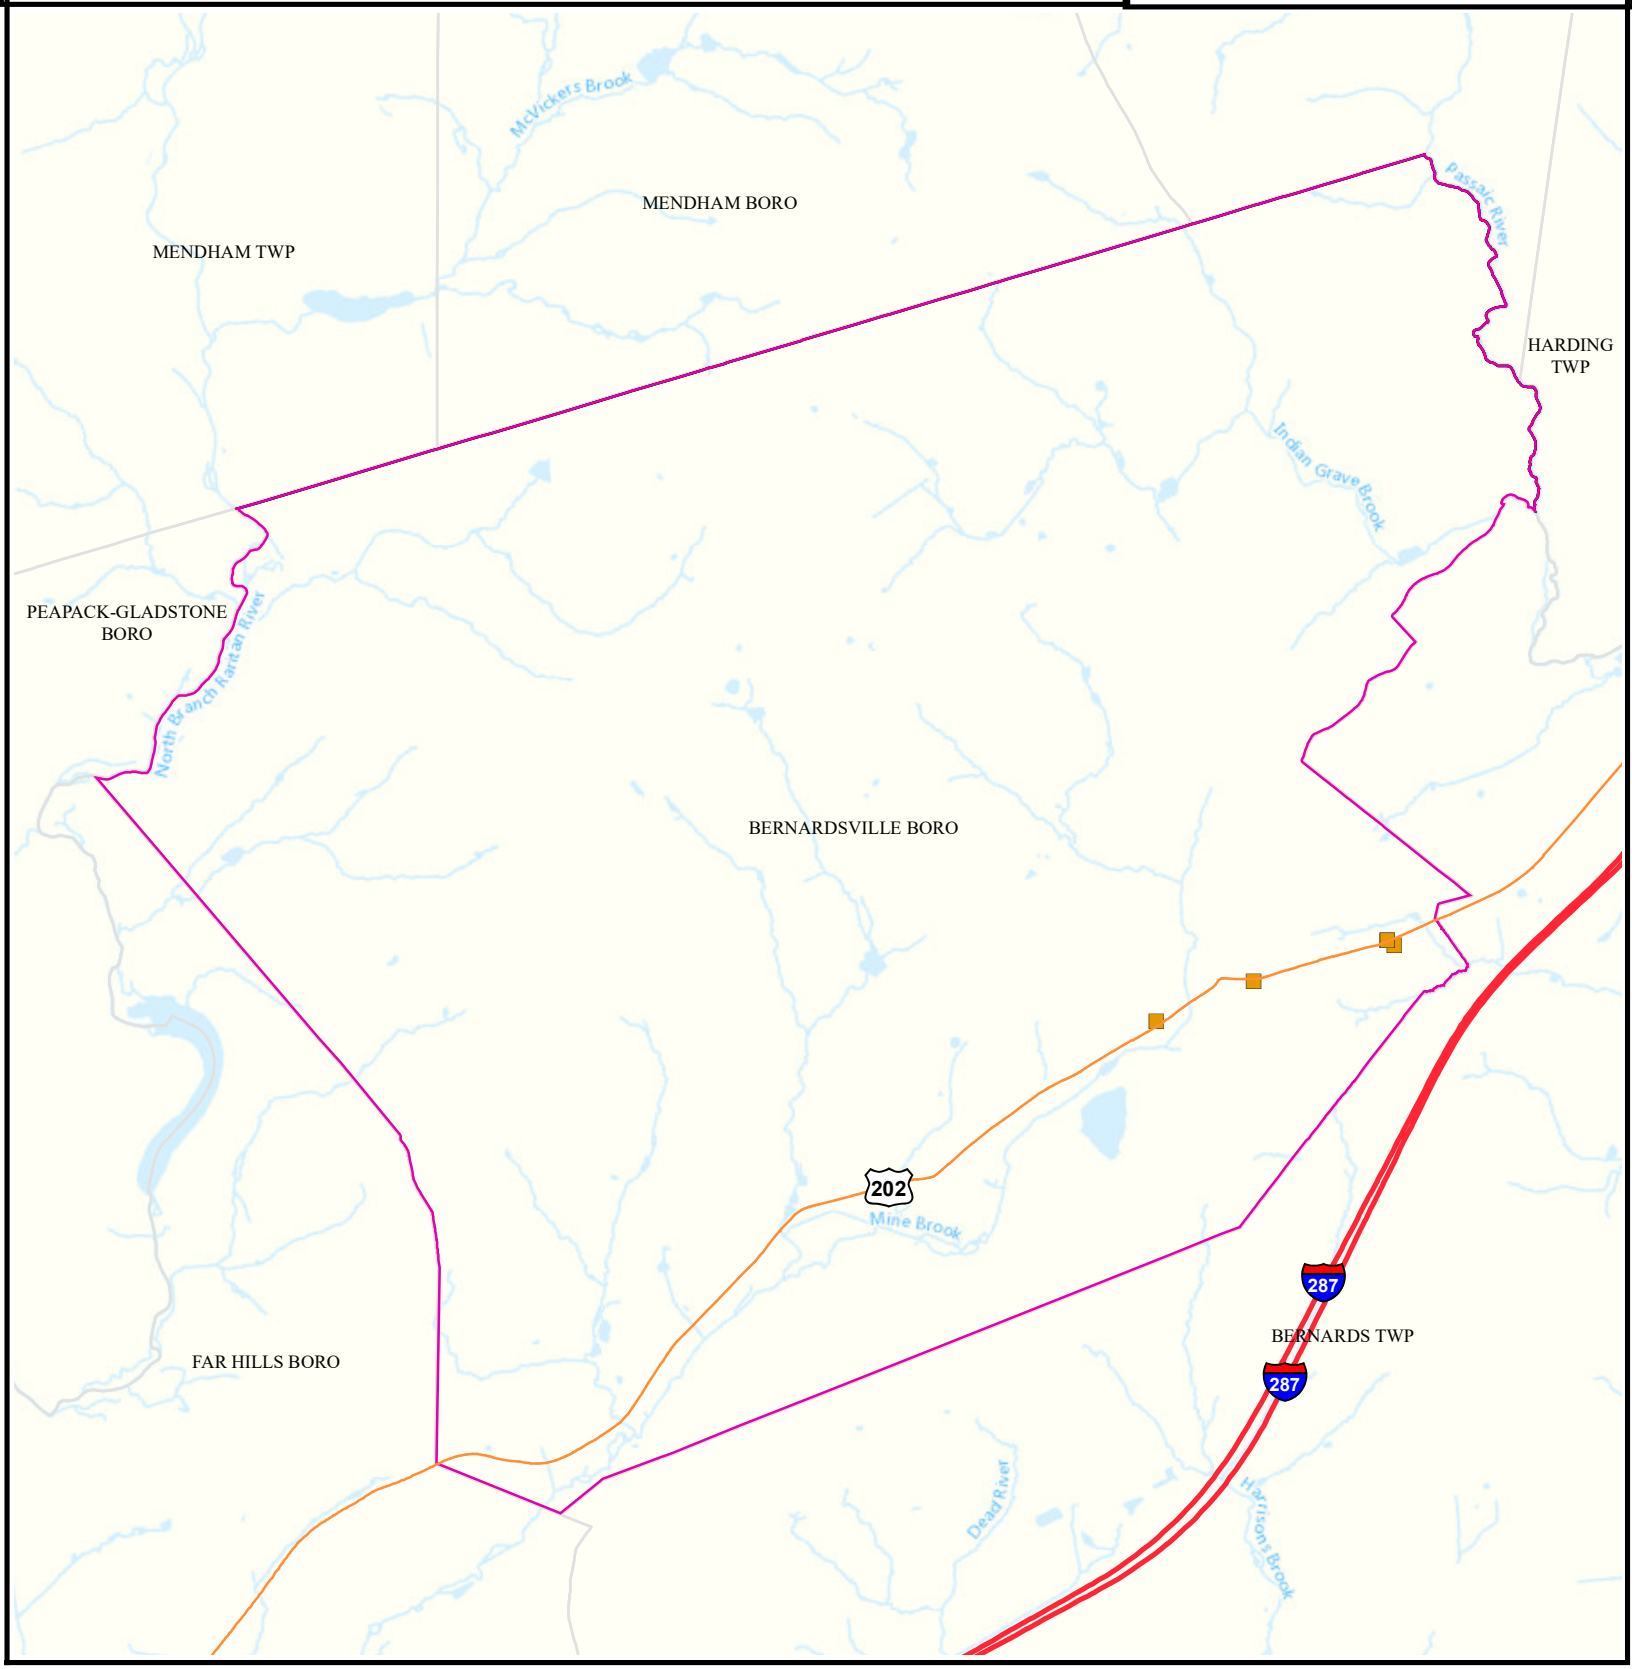 McVickers Brook
MENDHAM BORO
Passaic River
MENDHAM TWP
HARDING
TWP
Indian Grave Brook
PEAPACK-GLADSTONE
BORO
North Branch Raritan River
BERNARDSVILLE BORO
202
Mine Brook
287
BERNARDS TWP
FAR HILLS BORO
287
Dead River
Harrisons Brook